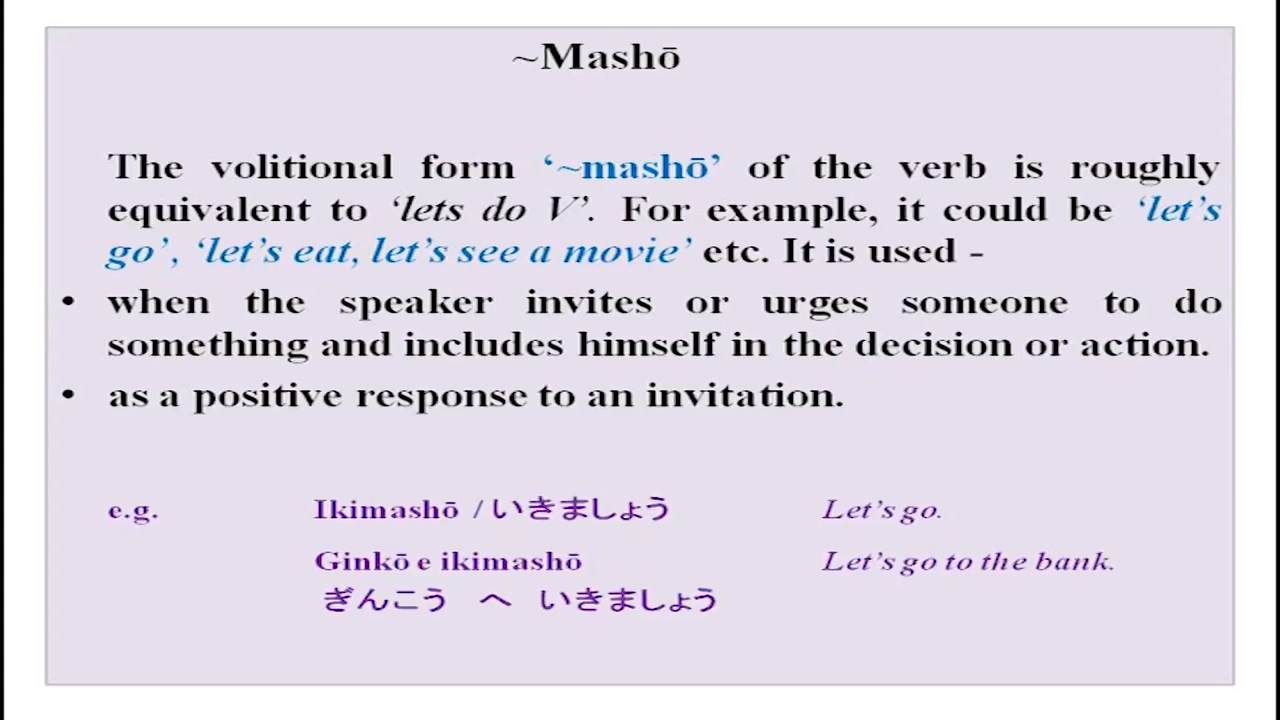 ~Mashō
The volitional form ‘~mashō’ of the verb is roughly
equivalent to ‘lets do V’. For example, it could be ‘let’s
go’, ‘let’s eat, let’s see a movie’ etc. It is used -
• when the speaker invites or urges someone to do
something and includes himself in the decision or action.
• as a positive response to an invitation.
e.g. Ikimashō / いきましょう Let’s go.
Ginkō e ikimashō Let’s go to the bank.
ぎんこう へ いきましょう